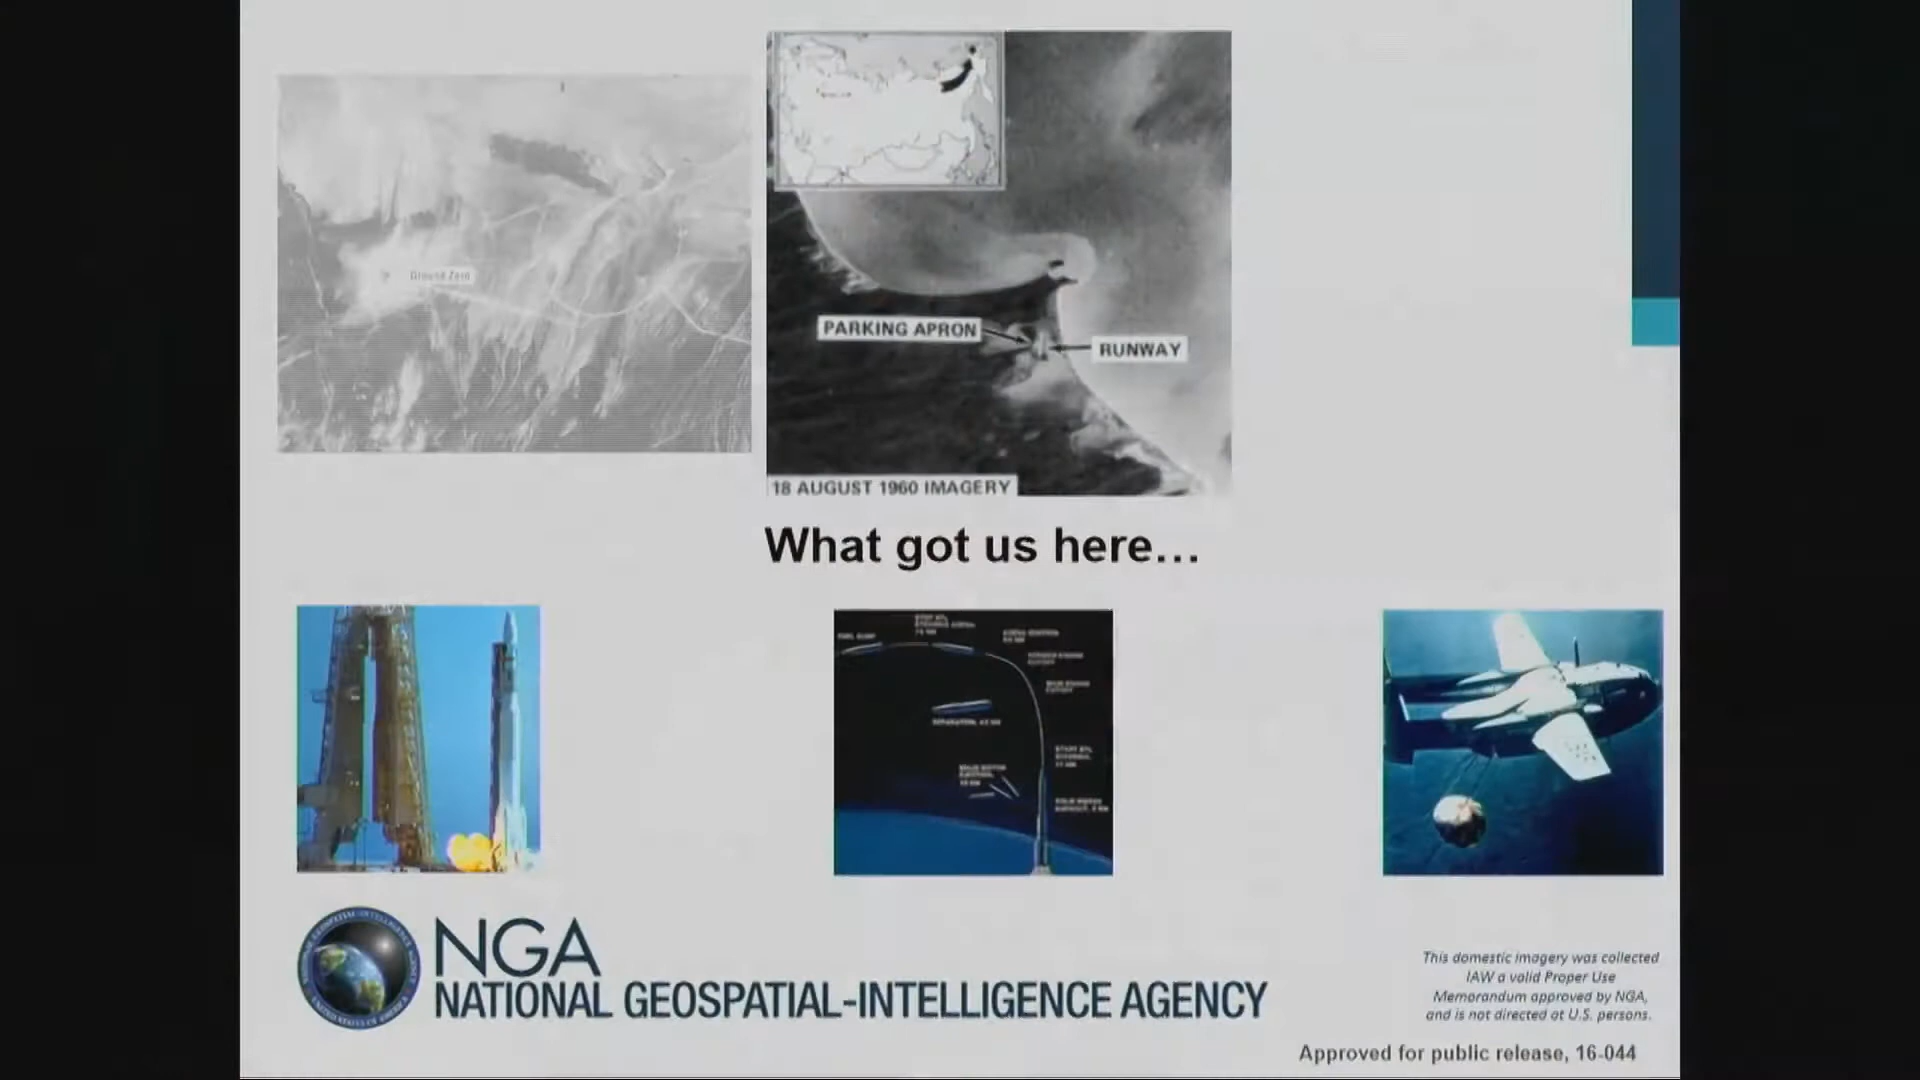 Ground Zero
PARKING APRON
RUNWAY
18 AUGUST 1960 IMAGERY
What got us here…
NGA
NATIONAL GEOSPATIAL-INTELLIGENCE AGENCY
This domestic imagery was collected
IAW a valid Proper Use
Memorandum approved by NGA,
and is not directed at U.S. persons.
Approved for public release, 16-044